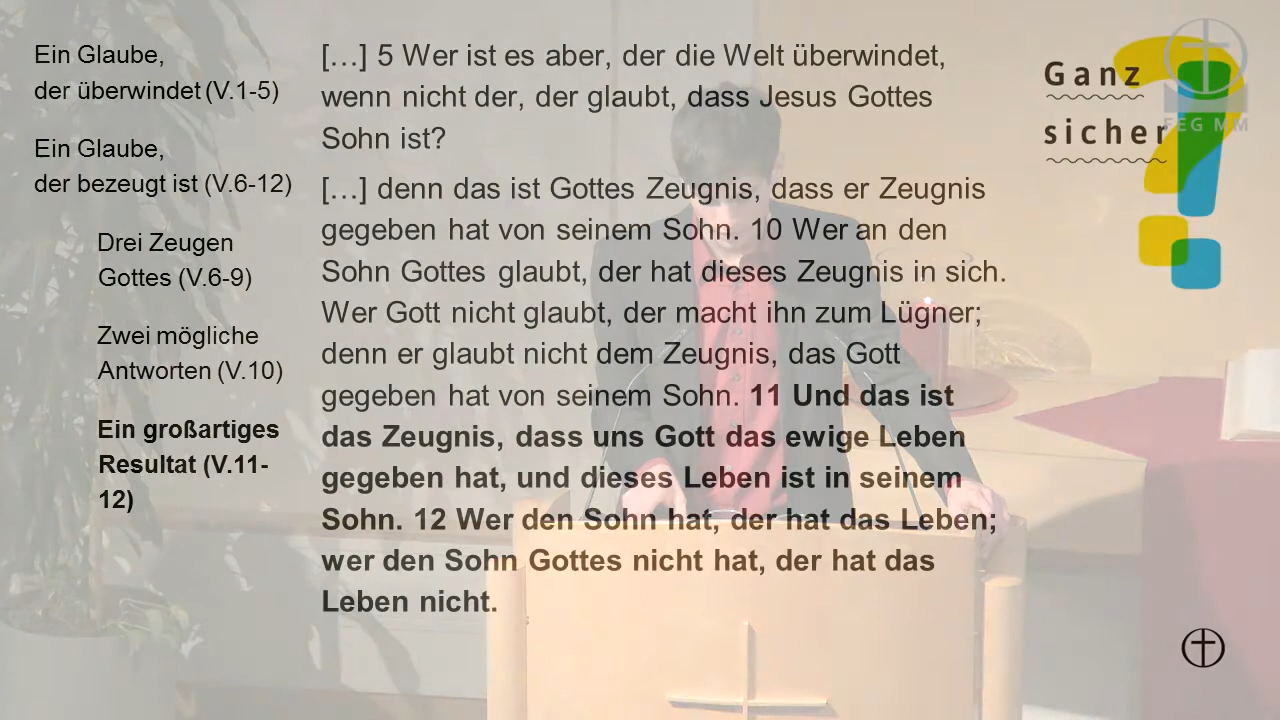 Ein Glaube,
der überwindet (V.1-5)
Ein Glaube,
der bezeugt ist (V.6-12)
Drei Zeugen
Gottes (V.6-9)
Zwei mögliche
Antworten (V.10)
Ein großartiges
Resultat (V.11-
12)
[…] 5 Wer ist es aber, der die Welt überwindet,
wenn nicht der, der glaubt, dass Jesus Gottes
Sohn ist?
[…] denn das ist Gottes Zeugnis, dass er Zeugnis
gegeben hat von seinem Sohn. 10 Wer an den
Sohn Gottes glaubt, der hat dieses Zeugnis in sich.
Wer Gott nicht glaubt, der macht ihn zum Lügner;
denn er glaubt nicht dem Zeugnis, das Gott
gegeben hat von seinem Sohn. 11 Und das ist
das Zeugnis, dass uns Gott das ewige Leben
gegeben hat, und dieses Leben ist in seinem
Sohn. 12 Wer den Sohn hat, der hat das Leben;
wer den Sohn Gottes nicht hat, der hat das
Leben nicht.
Ganz
sicher
?!
FEG MM